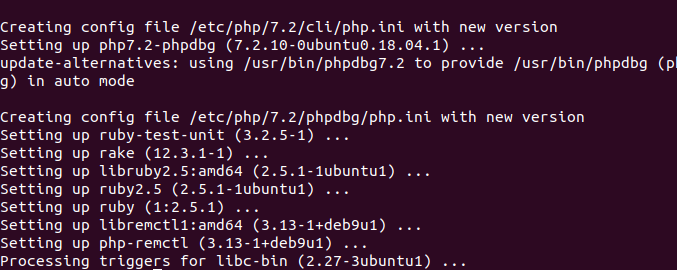 Creating config file /etc/php/7.2/cli/php.ini with new version
Setting up php7.2-phpdbg (7.2.10-0ubuntu0.18.04.1) ...
update-alternatives: using /usr/bin/phpdbg7.2 to provide /usr/bin/phpdbg (ph
g) in auto mode
Creating config file /etc/php/7.2/phpdbg/php.ini with new version
Setting up ruby-test-unit (3.2.5-1) ...
Setting up rake (12.3.1-1) ...
Setting up libruby2.5:amd64 (2.5.1-1ubuntu1) ...
Setting up ruby2.5 (2.5.1-1ubuntu1) ...
Setting up ruby (1:2.5.1) ...
Setting up libremctl1:amd64 (3.13-1+deb9u1) ...
Setting up php-remctl (3.13-1+deb9u1) ...
Processing triggers for libc-bin (2.27-3ubuntu1) ...